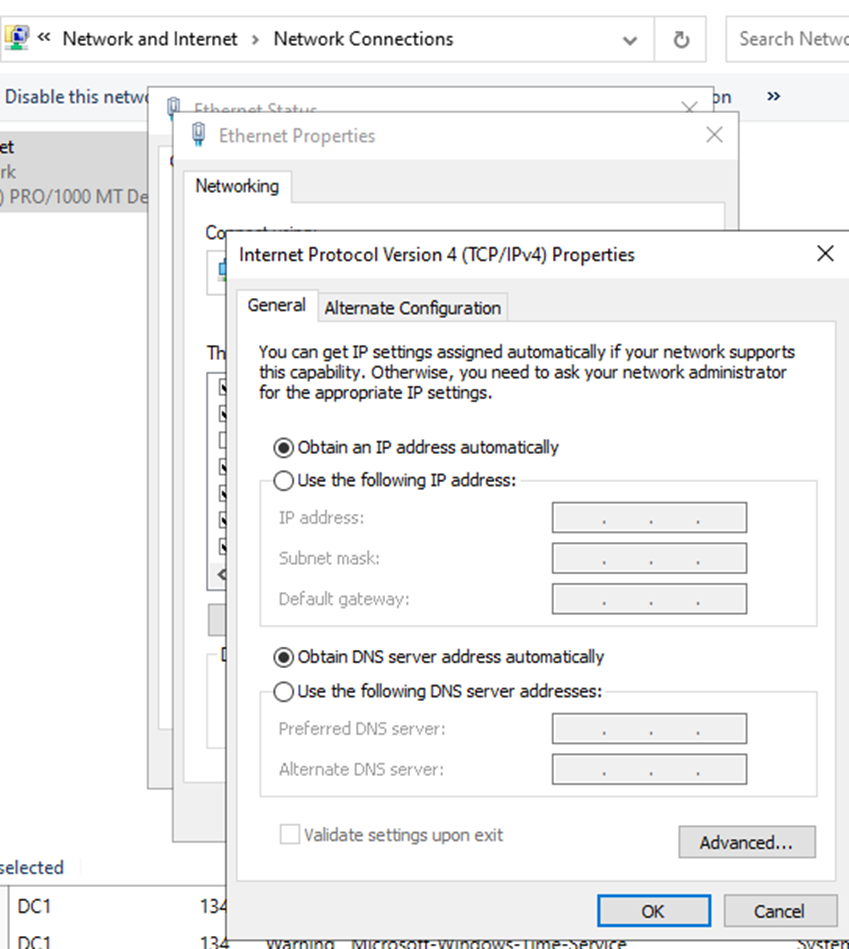 « Network and Internet › Network Connections
Search Netwo
Disable this netwo
on »
Ethernet Status
Ethernet Properties
et
rk
) PRO/1000 MT De
Networking
Connect using:
Internet Protocol Version 4 (TCP/IPv4) Properties
General
Alternate Configuration
Th
You can get IP settings assigned automatically if your network supports
this capability. Otherwise, you need to ask your network administrator
for the appropriate IP settings.
Obtain an IP address automatically
Use the following IP address:
IP address:
Subnet mask:
Default gateway:
Obtain DNS server address automatically
Use the following DNS server addresses:
Preferred DNS server:
Alternate DNS server:
Validate settings upon exit
Advanced...
OK
Cancel
selected
DC1 134
DC1 134 Warning Microsoft-Windows-Time-Service System